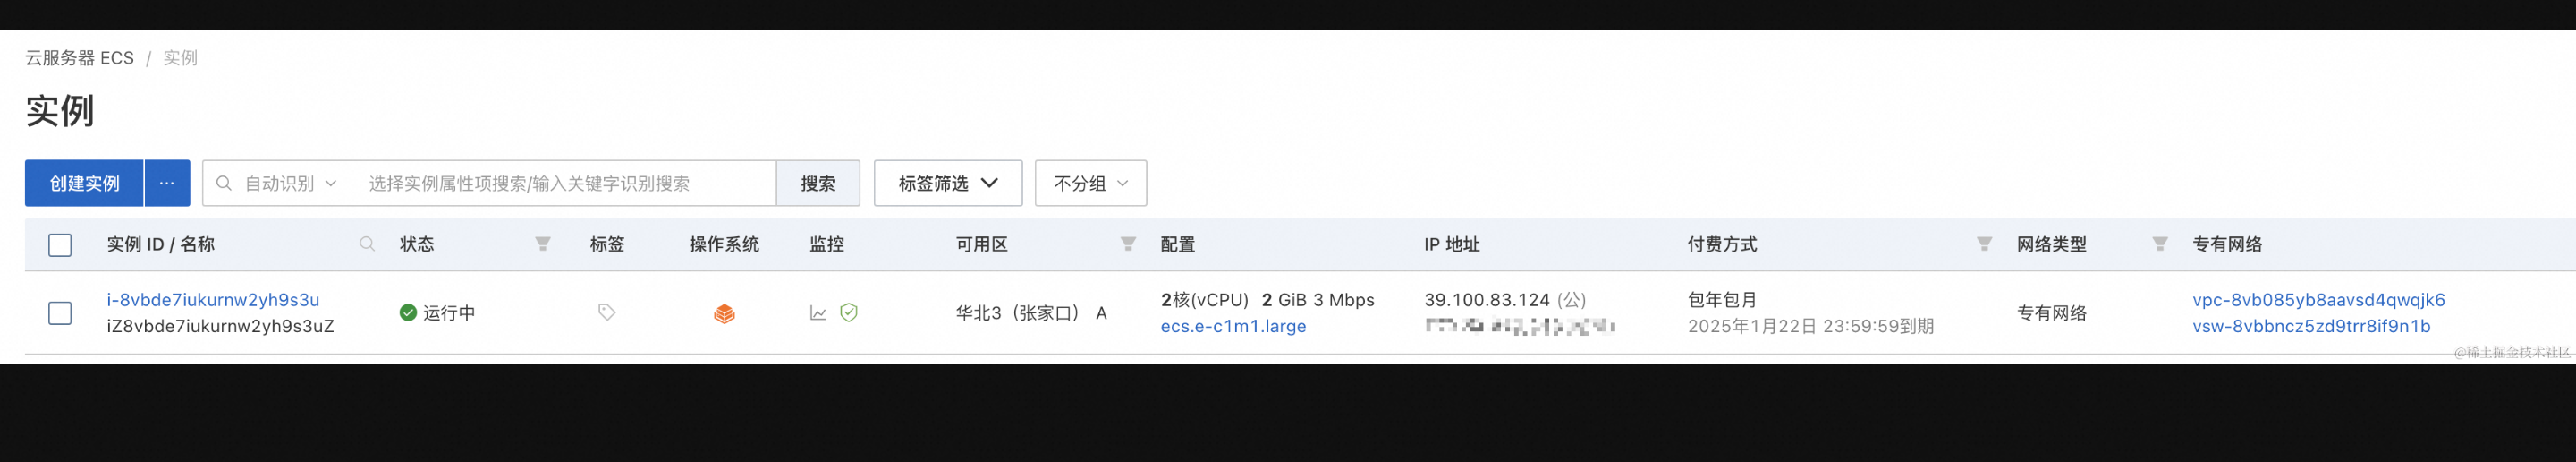 云服务器 ECS / 实例
实例
创建实例 ··· 自动识别 选择实例属性项搜索/输入关键字识别搜索 搜索 标签筛选 不分组
实例 ID / 名称 状态 标签 操作系统 监控 可用区 配置 IP 地址 付费方式 网络类型 专有网络
i-8vbde7iukurnw2yh9s3u 2核(vCPU) 2 GiB 3 Mbps 39.100.83.124 (公) 包年包月 vpc-8vb085yb8aavsd4qwqjk6
运行中 华北3（张家口） A 专有网络
iZ8vbde7iukurnw2yh9s3uZ ecs.e-c1m1.large 2025年1月22日 23:59:59到期 vsw-8vbbncz5zd9trr8if9n1b
@稀土掘金技术社区